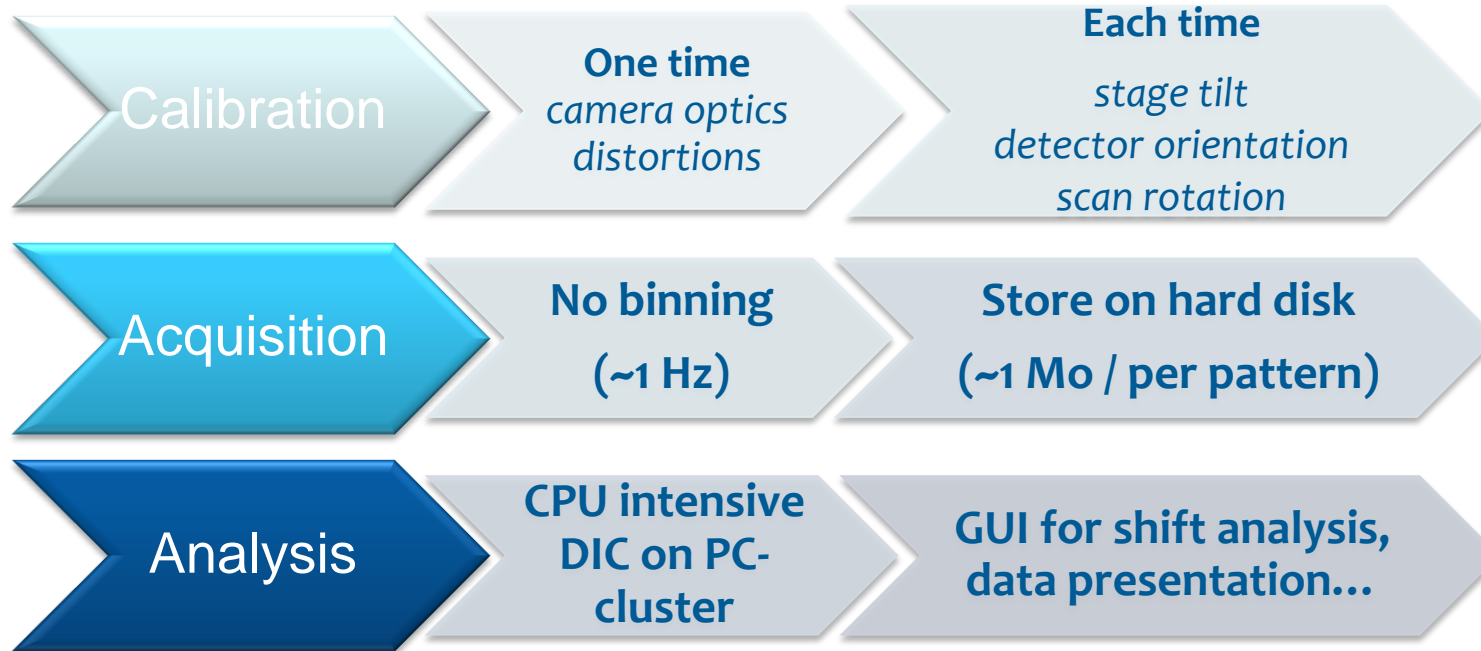 Calibration
One time
camera optics
distortions
Each time
stage tilt
detector orientation
scan rotation
Acquisition
No binning
(~1 Hz)
Store on hard disk
(~1 Mo / per pattern)
Analysis
CPU intensive
DIC on PC-
cluster
GUI for shift analysis,
data presentation...